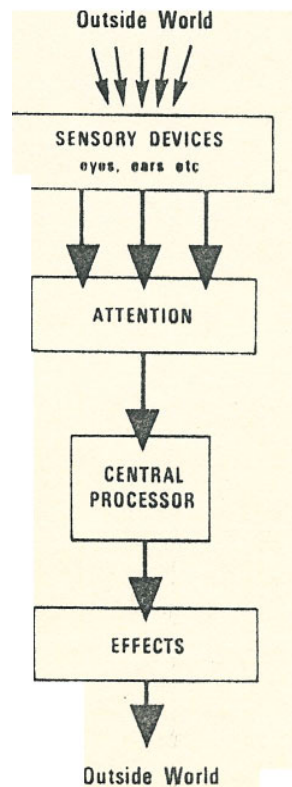 Outside World
SENSORY DEVICES
eyes, ears etc
ATTENTION
CENTRAL
PROCESSOR
EFFECTS
Outside World